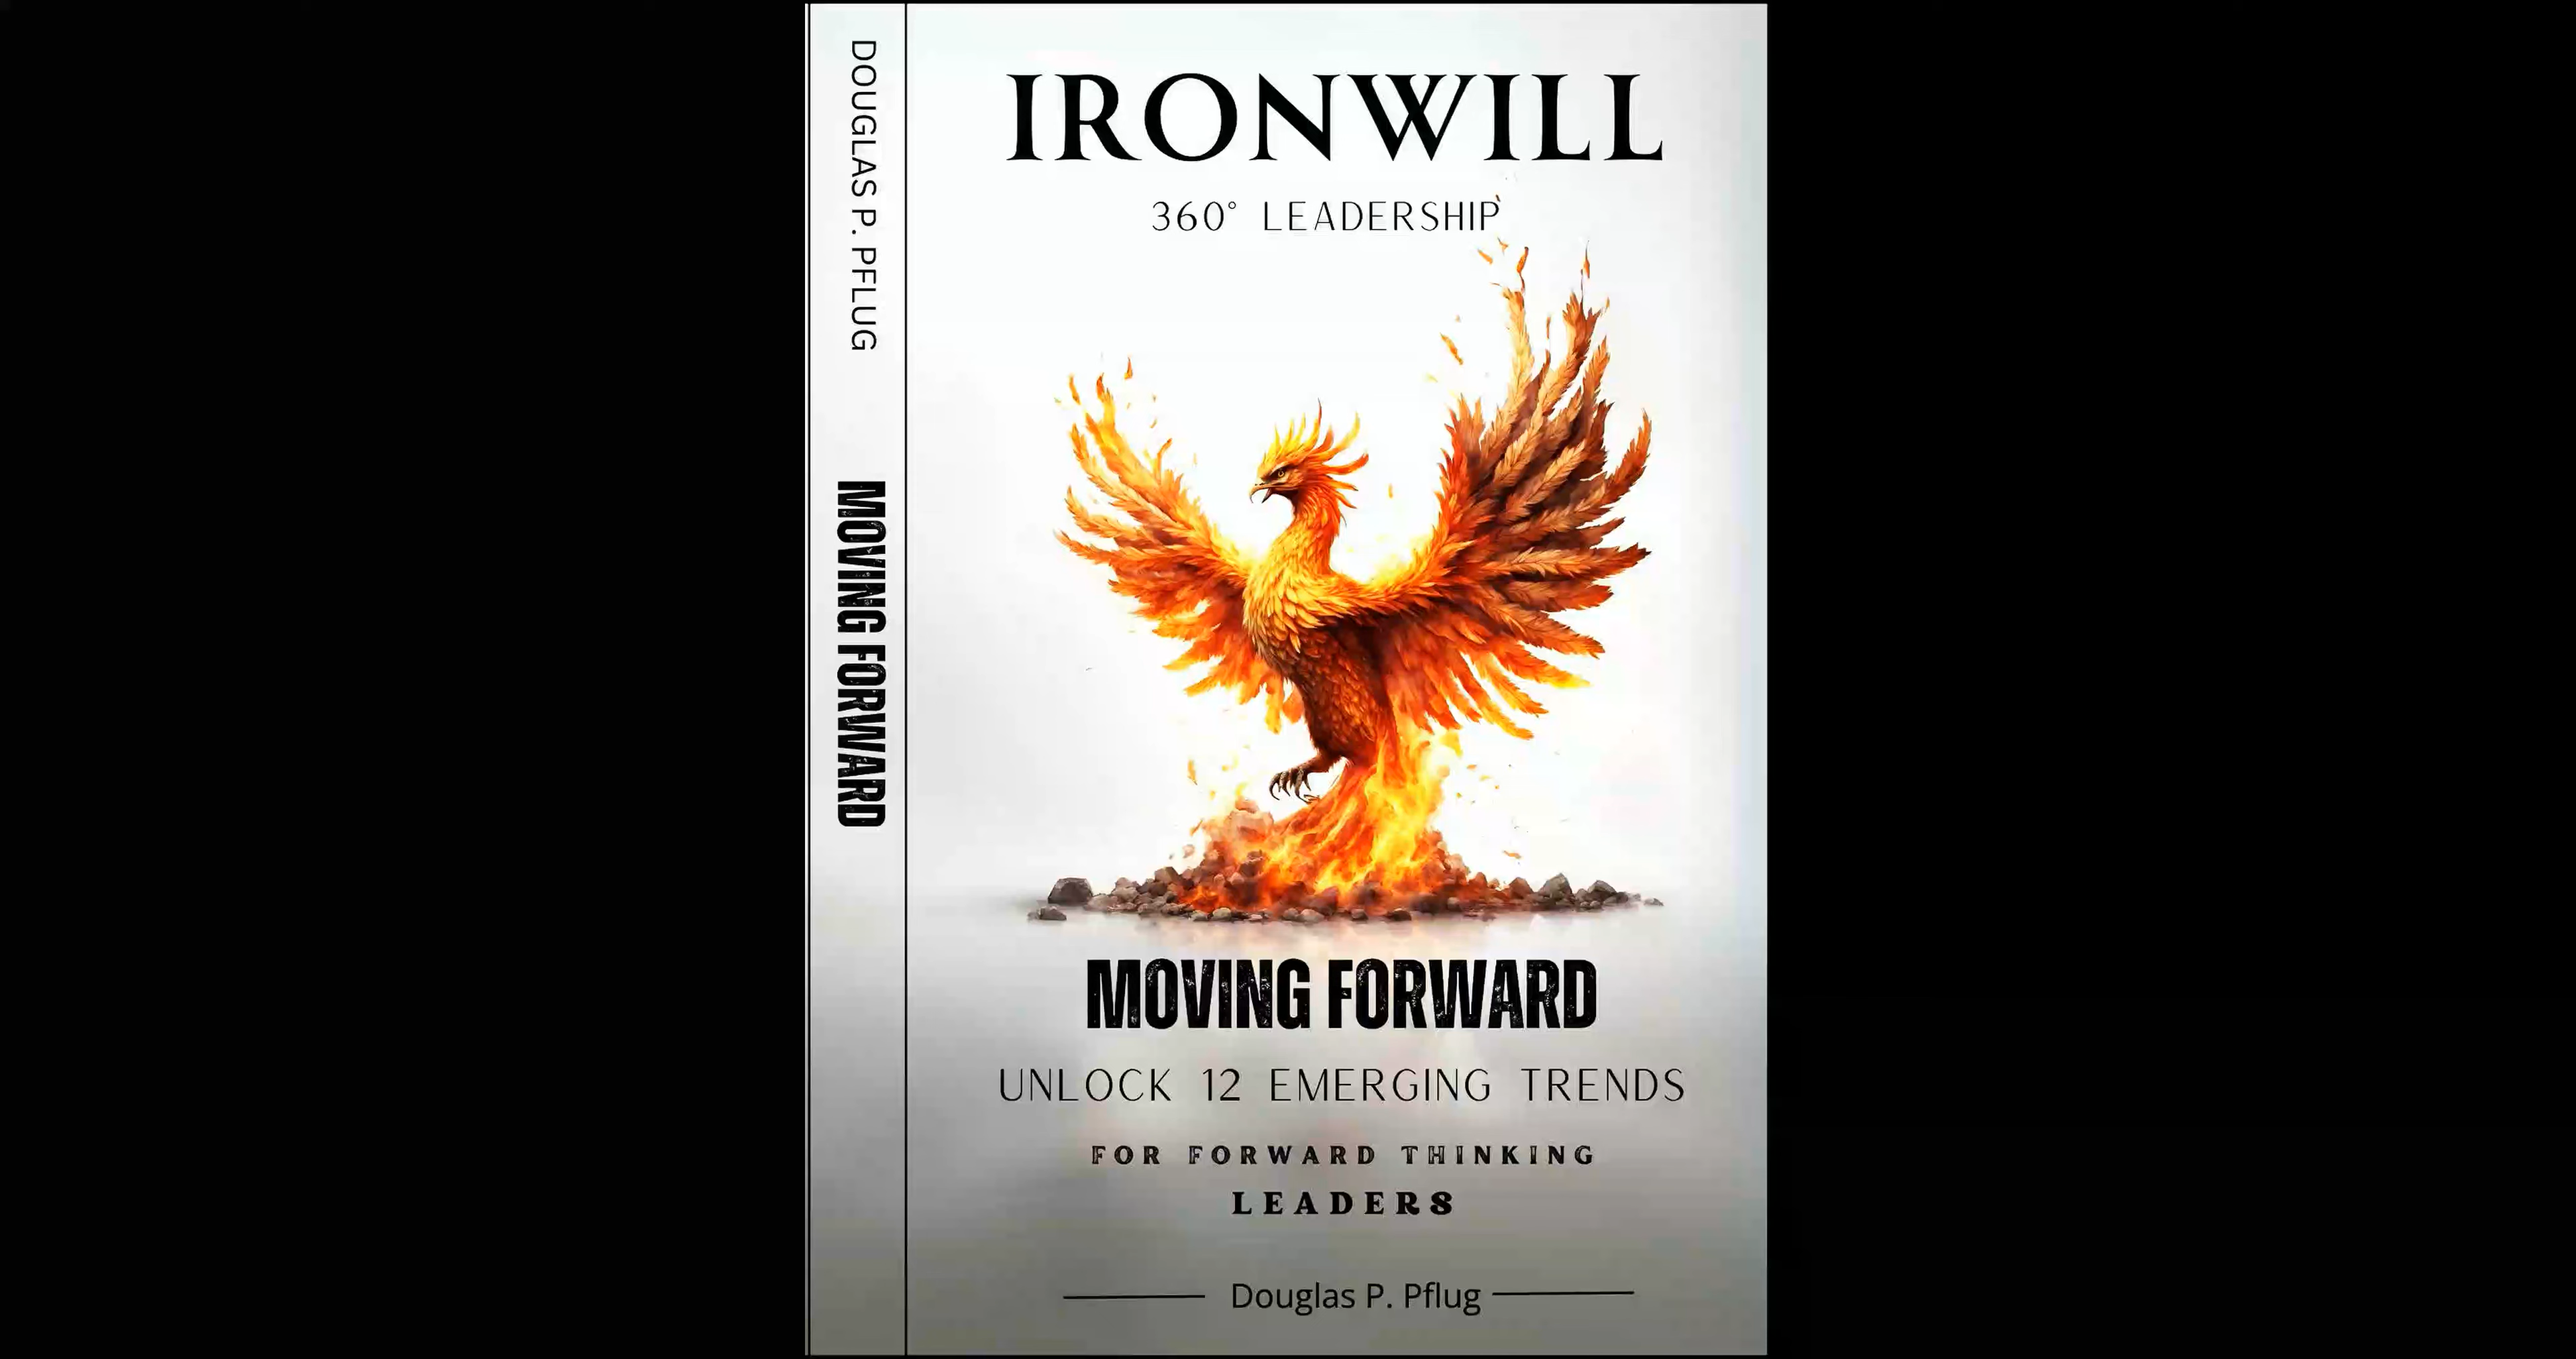 DOUGLAS P. PFLUG
MOVING FORWARD
IRONWILL
360° LEADERSHIP
MOVING FORWARD
UNLOCK 12 EMERGING TRENDS
FOR FORWARD THINKING
LEADERS
Douglas P. Pflug